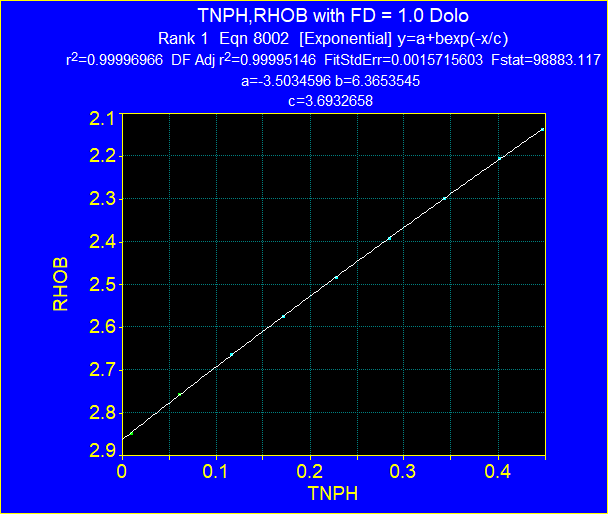 TNPH,RHOB with FD = 1.0 Dolo
Rank 1 Eqn 8002 [Exponential] y=a+bexp(-x/c)
r2=0.99996966 DF Adj r2=0.99995146 FitStdErr=0.0015715603 Fstat=98883.117
a=-3.5034596 b=6.3653545
c=3.6932658
2.1
2.2
2.3
2.4
2.5
2.6
2.7
2.8
2.9
RHOB
0 0.1 0.2 0.3 0.4
TNPH